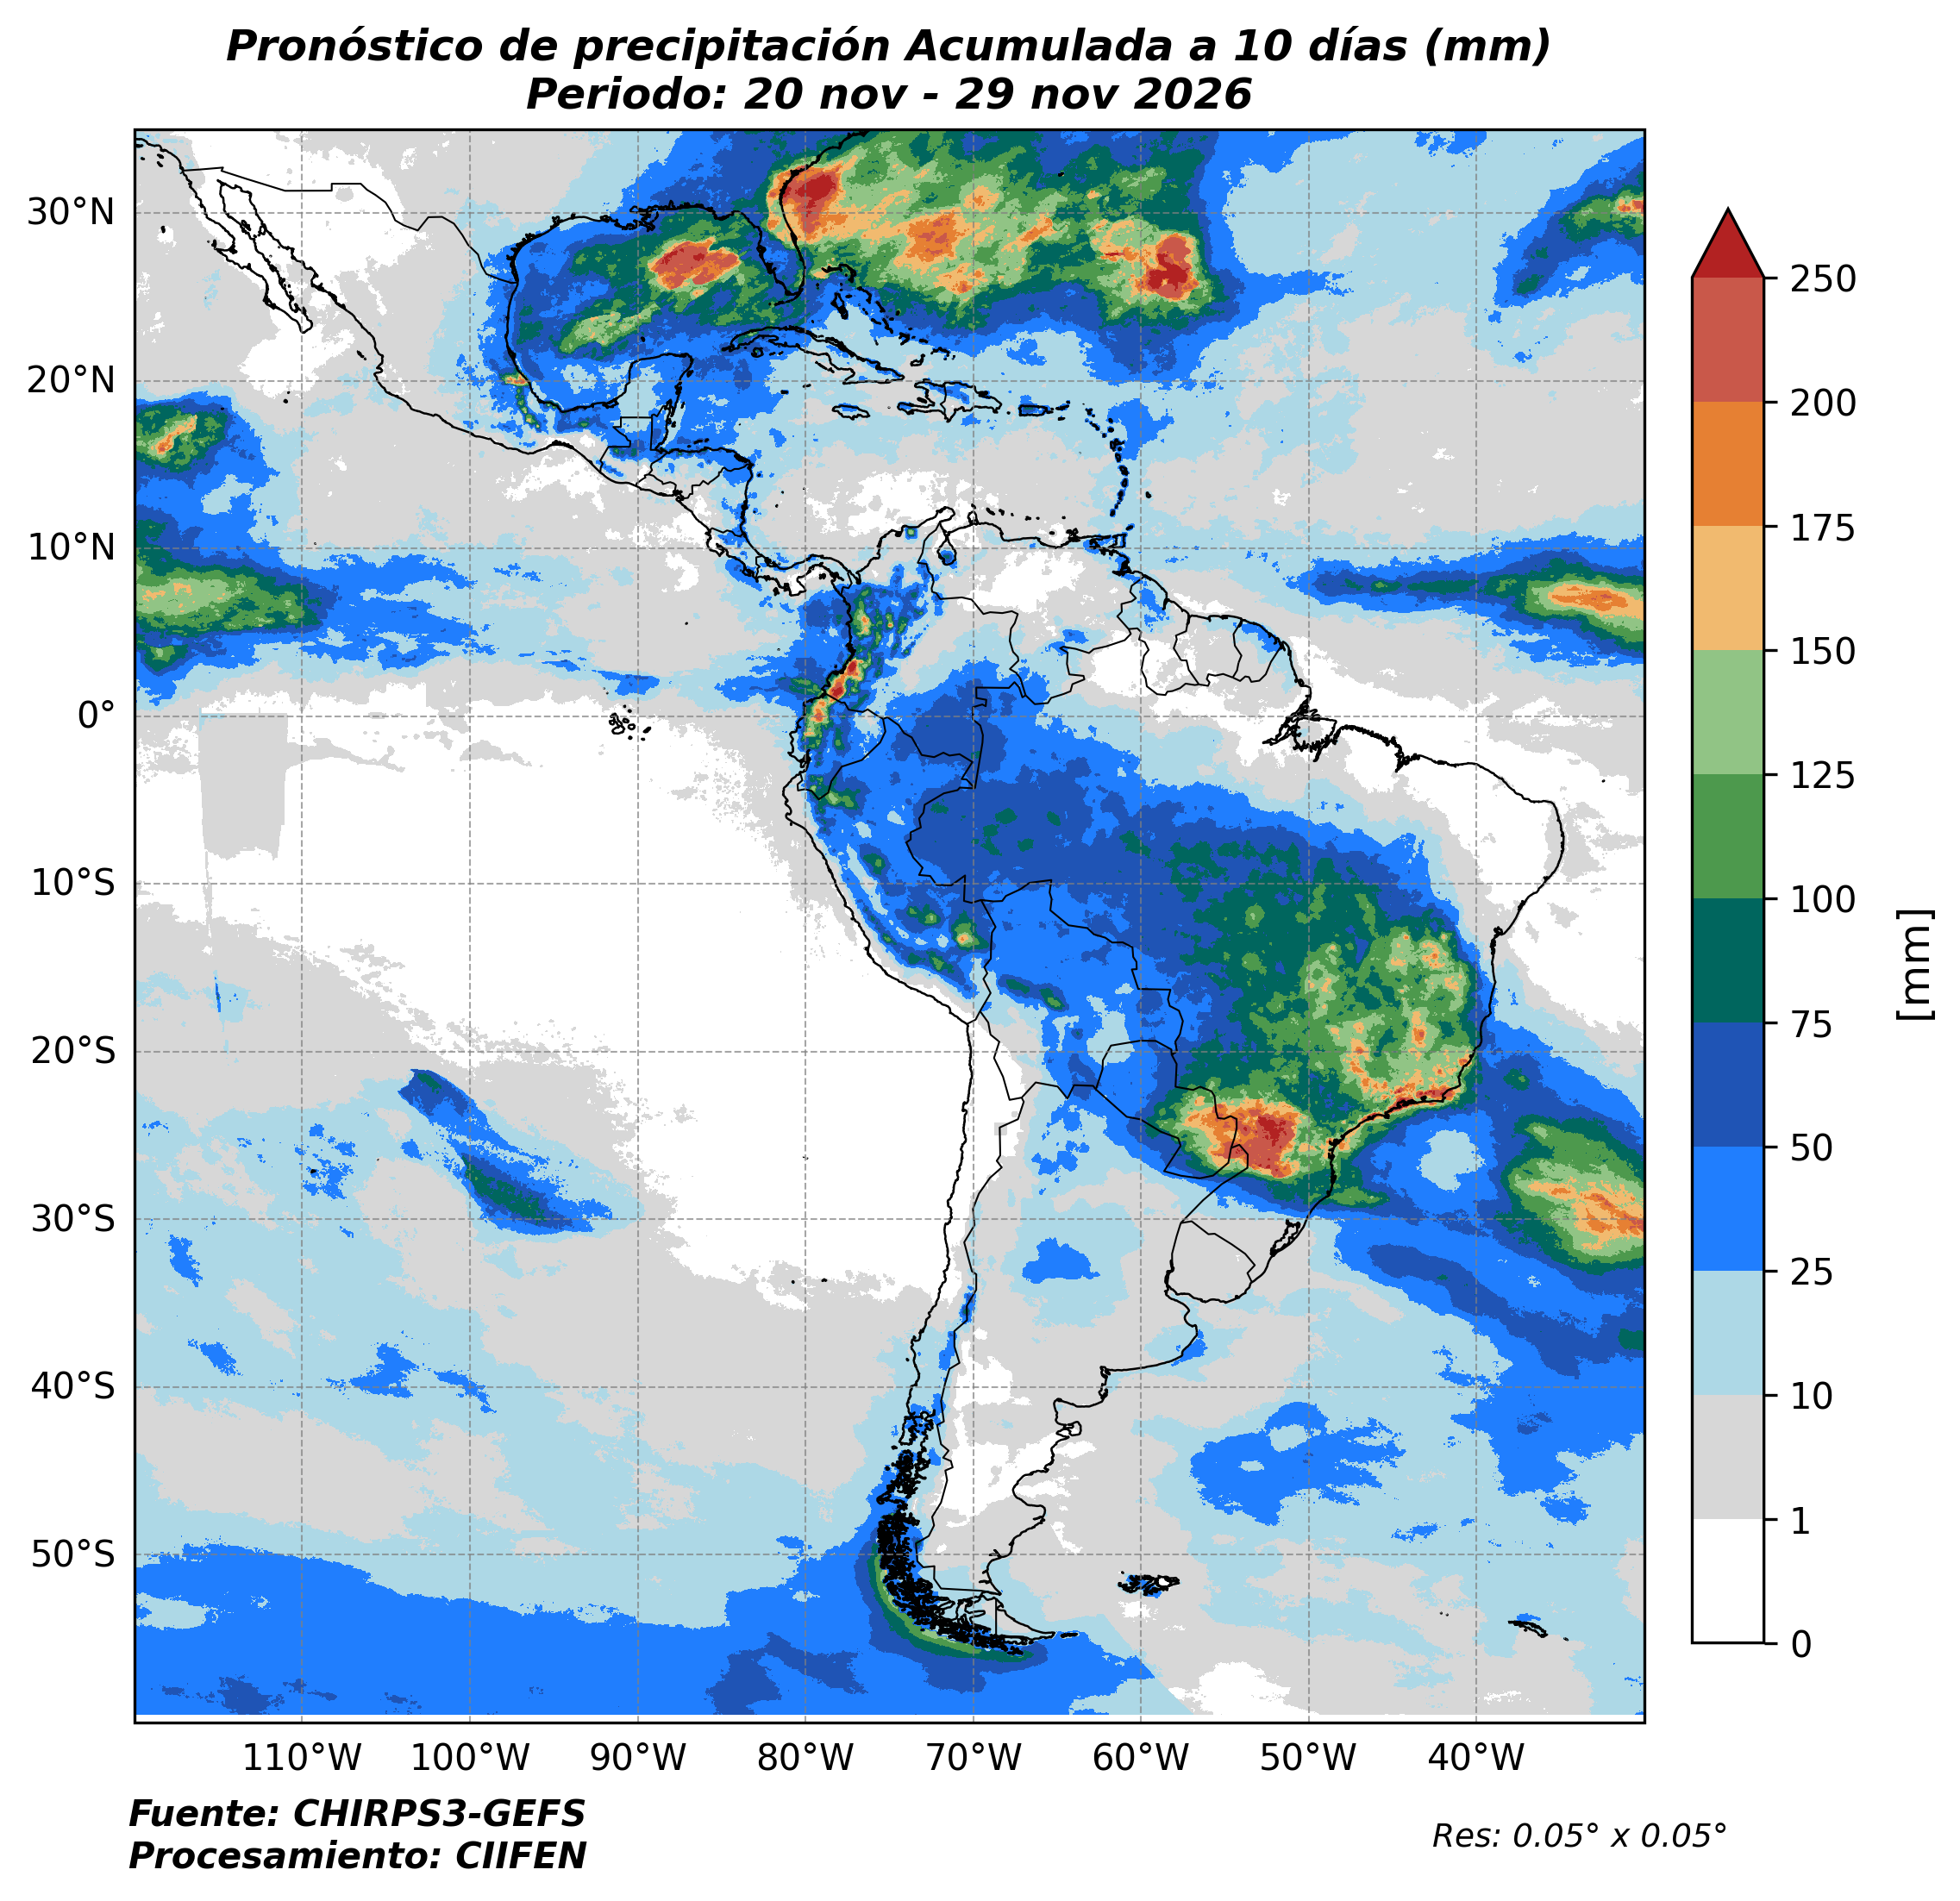 Pronóstico de precipitación Acumulada a 10 días (mm)
Periodo: 20 nov - 29 nov 2026
30°N
20°N
10°N
0°
10°S
20°S
30°S
40°S
50°S
110°W
100°W
90°W
80°W
70°W
60°W
50°W
40°W
250
200
175
150
125
100
75
50
25
10
1
0
[mm]
Fuente: CHIRPS3-GEFS
Procesamiento: CIIFEN
Res: 0.05° x 0.05°